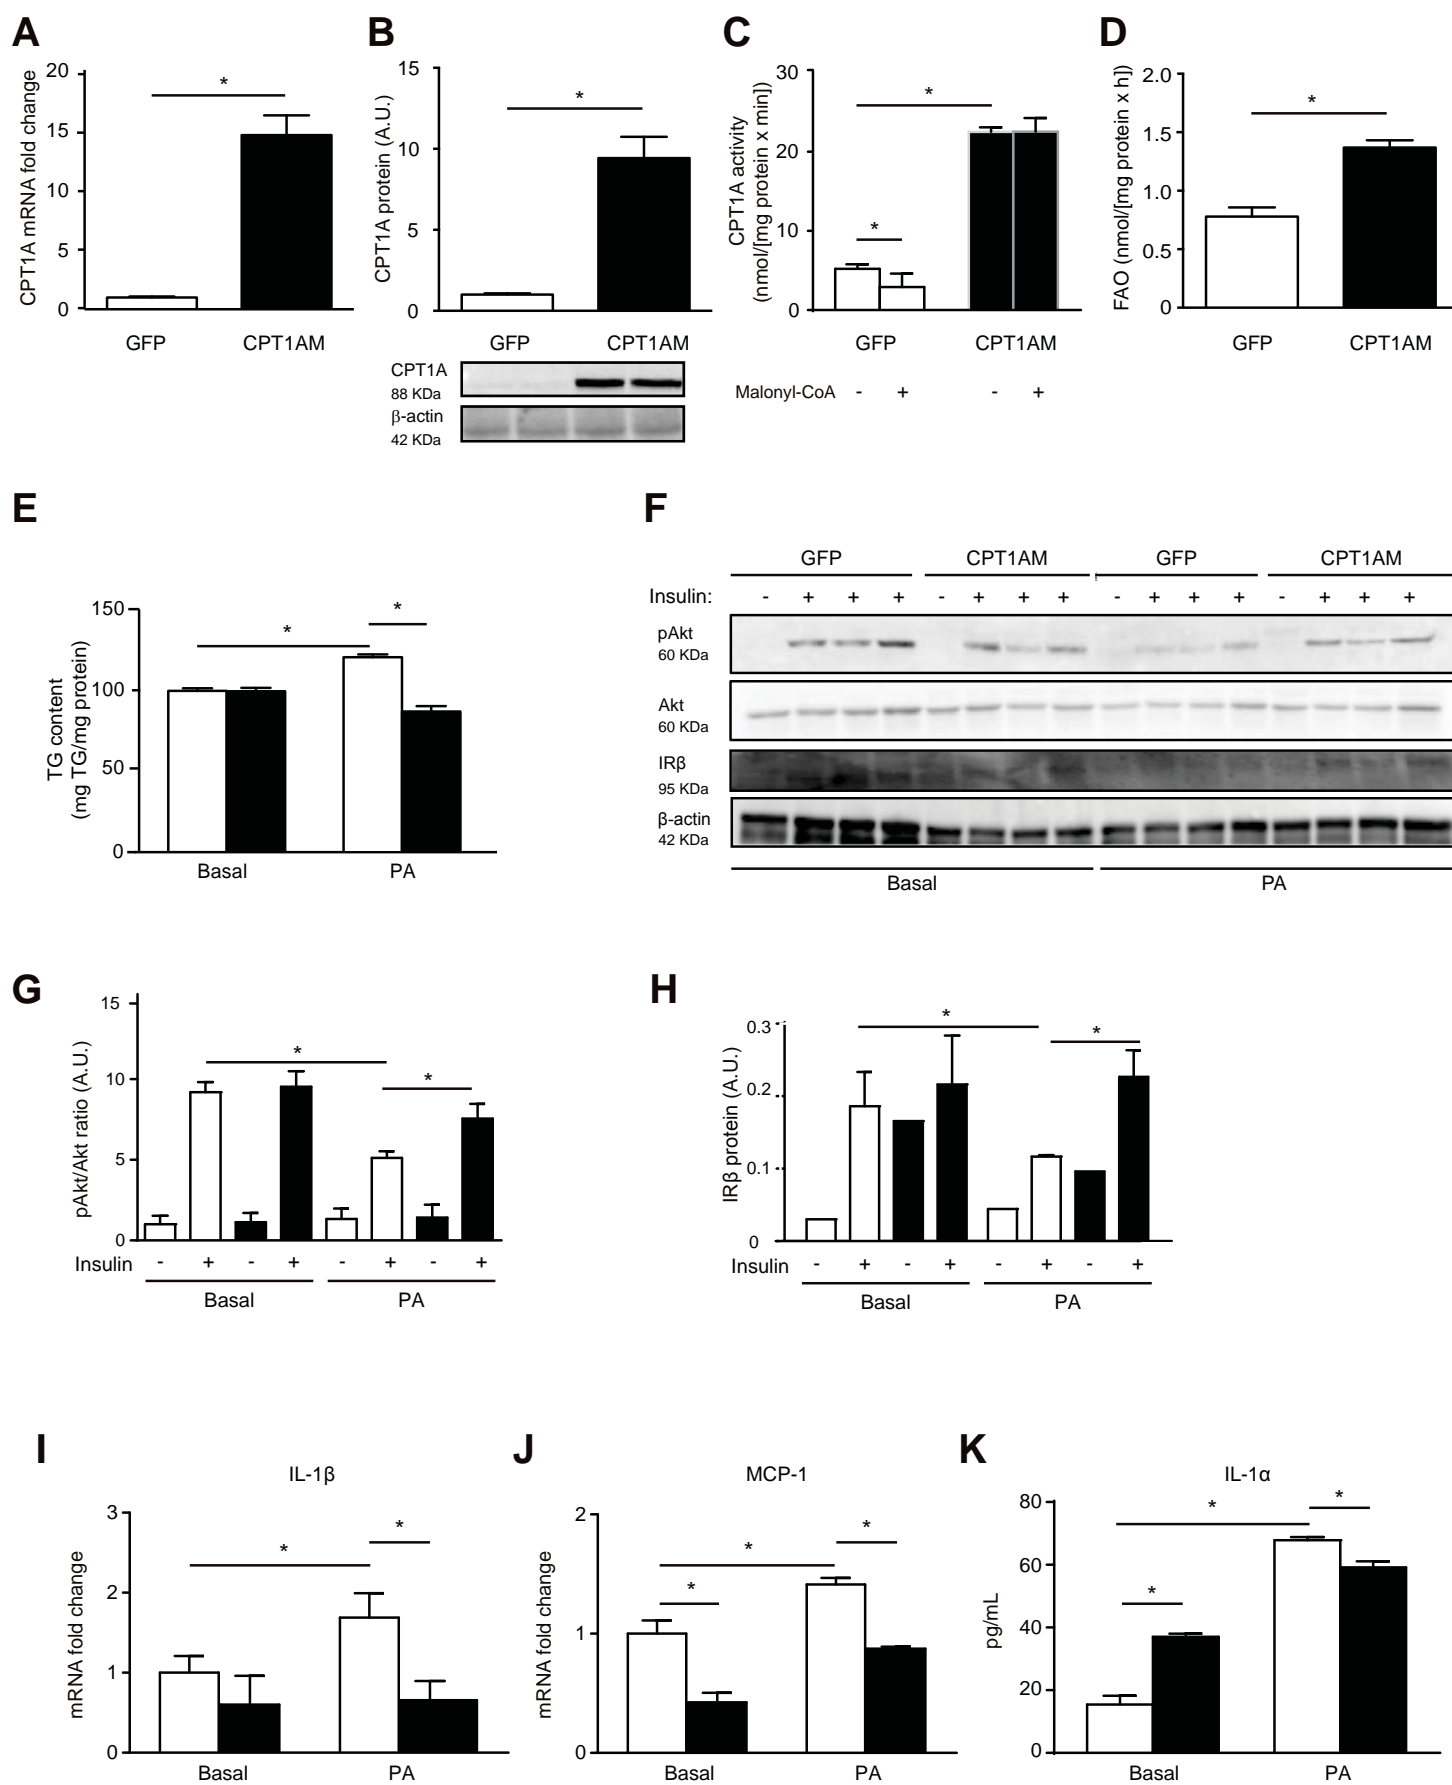 A
CPT1A mRNA fold change
20
15
10
5
0
*
GFP
CPT1AM
B
CPT1A protein (A.U.)
15
10
5
0
*
GFP
CPT1AM
CPT1A
88 KDa
β-actin
42 KDa
C
CPT1A activity
(nmol/[mg protein x min])
30
20
10
0
*
*
GFP
CPT1AM
Malonyl-CoA - + - +
D
FAO (nmol/[mg protein x h])
2.0
1.5
1.0
0.5
0
*
GFP
CPT1AM
E
TG content
(mg TG/mg protein)
150
100
50
0
*
*
Basal
PA
F
GFP CPT1AM GFP CPT1AM
Insulin: - + + + - + + + - + + + - + + +
pAkt
60 KDa
Akt
60 KDa
IRβ
95 KDa
β-actin
42 KDa
Basal
PA
G
pAkt/Akt ratio (A.U.)
15
10
5
0
*
*
Insulin - + - + - + - +
Basal
PA
H
IRβ protein (A.U.)
0.3
0.2
0.1
0
*
*
Insulin - + - + - + - +
Basal
PA
I
IL-1β
mRNA fold change
3
2
1
0
*
*
Basal
PA
J
MCP-1
mRNA fold change
2
1
0
*
*
*
Basal
PA
K
IL-1α
pg/mL
80
60
40
20
0
*
*
*
Basal
PA